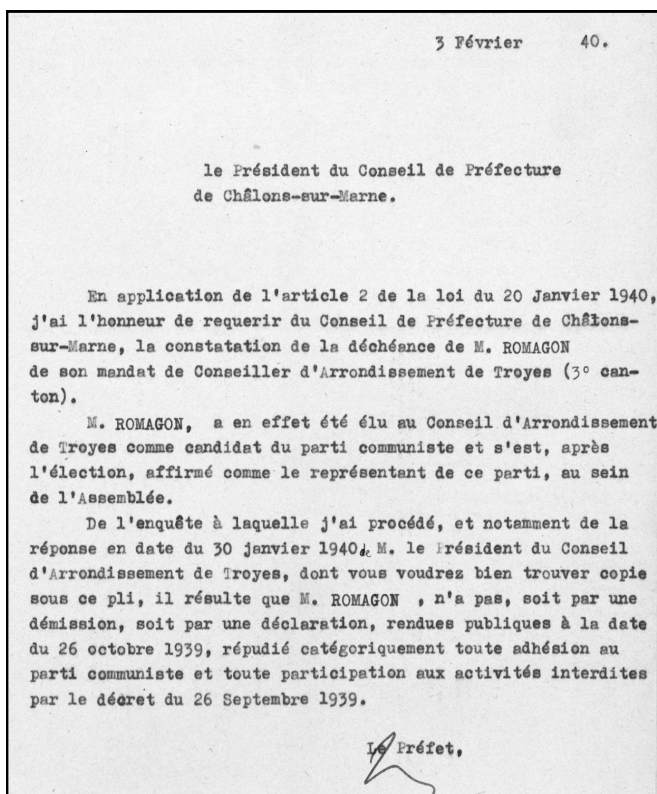 3 Février 40.
le Président du Conseil de Préfecture
de Châlons-sur-Marne.
En application de l'article 2 de la loi du 20 Janvier 1940,
j'ai l'honneur de requerir du Conseil de Préfecture de Châlons-
sur-Marne, la constatation de la déchéance de M. ROMAGON
de son mandat de Conseiller d'Arrondissement de Troyes (3° can-
ton).
M. ROMAGON, a en effet été élu au Conseil d'Arrondissement
de Troyes comme candidat du parti communiste et s'est, après
l'élection, affirmé comme le représentant de ce parti, au sein
de l'Assemblée.
De l'enquête à laquelle j'ai procédé, et notamment de la
réponse en date du 30 janvier 1940 de M. le Président du Conseil
d'Arrondissement de Troyes, dont vous voudrez bien trouver copie
sous ce pli, il résulte que M. ROMAGON , n'a pas, soit par une
démission, soit par une déclaration, rendues publiques à la date
du 26 octobre 1939, répudié catégoriquement toute adhésion au
parti communiste et toute participation aux activités interdites
par le décret du 26 Septembre 1939.
Le Préfet,